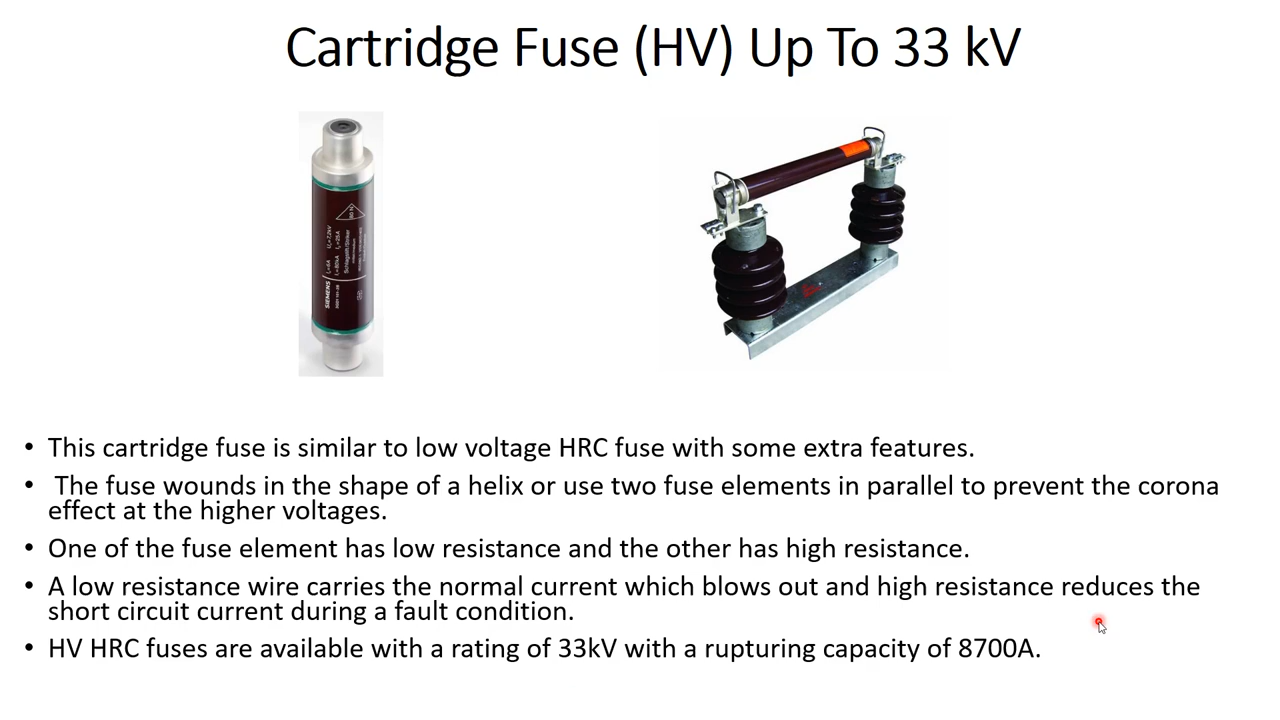 Cartridge Fuse (HV) Up To 33 kV
SIEMENS
• This cartridge fuse is similar to low voltage HRC fuse with some extra features.
• The fuse wounds in the shape of a helix or use two fuse elements in parallel to prevent the corona
effect at the higher voltages.
• One of the fuse element has low resistance and the other has high resistance.
• A low resistance wire carries the normal current which blows out and high resistance reduces the
short circuit current during a fault condition.
• HV HRC fuses are available with a rating of 33kV with a rupturing capacity of 8700A.